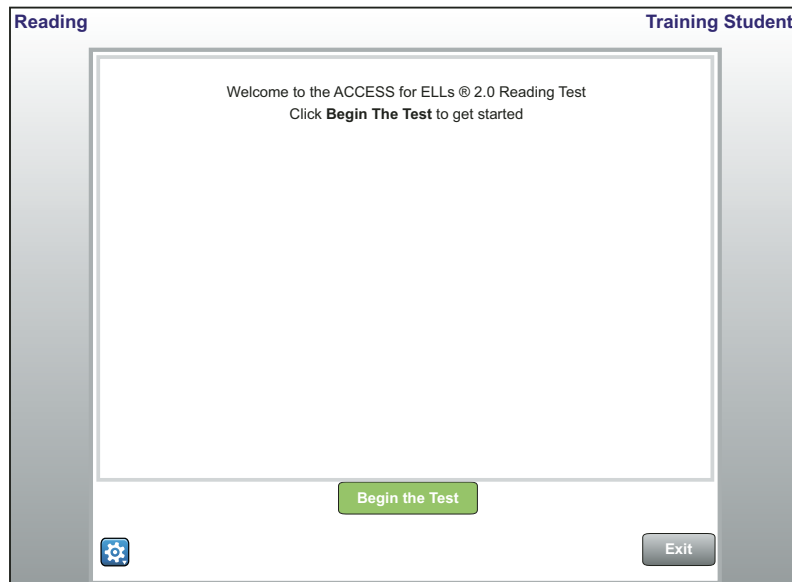 Reading
Training Student
Welcome to the ACCESS for ELLs ® 2.0 Reading Test
Click Begin The Test to get started
Begin the Test
Exit